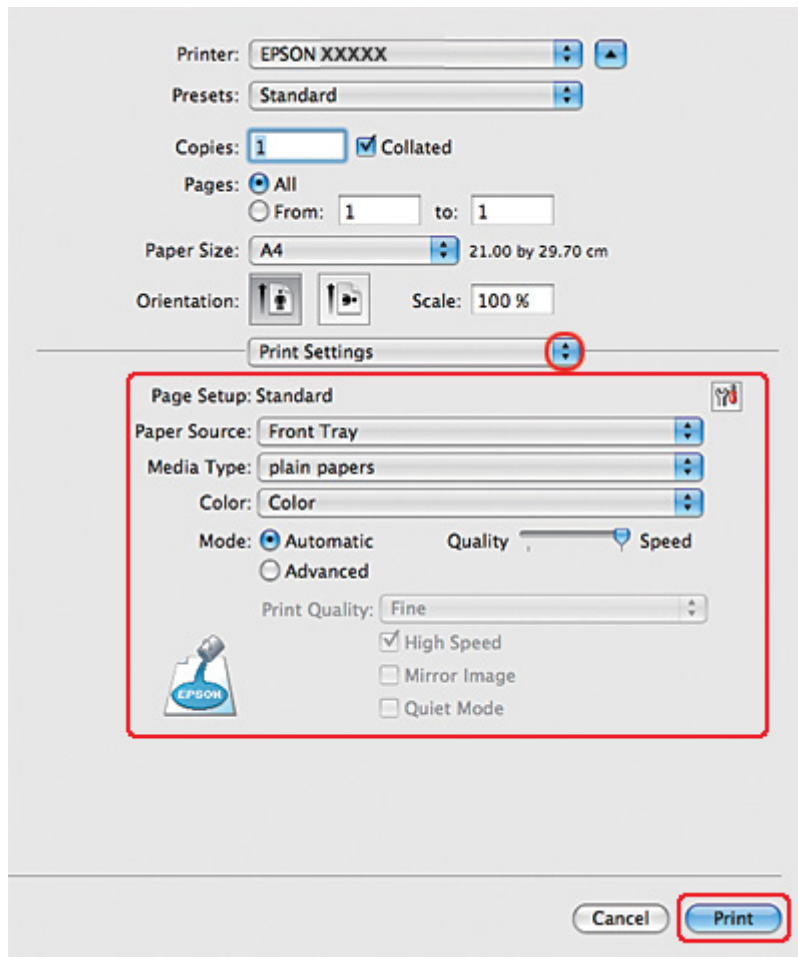 Printer: EPSON XXXXX
Presets: Standard
Copies: 1 Collated
Pages: All
From: 1 to: 1
Paper Size: A4 21.00 by 29.70 cm
Orientation: Scale: 100 %
Print Settings
Page Setup: Standard
Paper Source: Front Tray
Media Type: plain papers
Color: Color
Mode: Automatic Quality Speed
Advanced
Print Quality: Fine
High Speed
Mirror Image
EPSON
Quiet Mode
Cancel Print